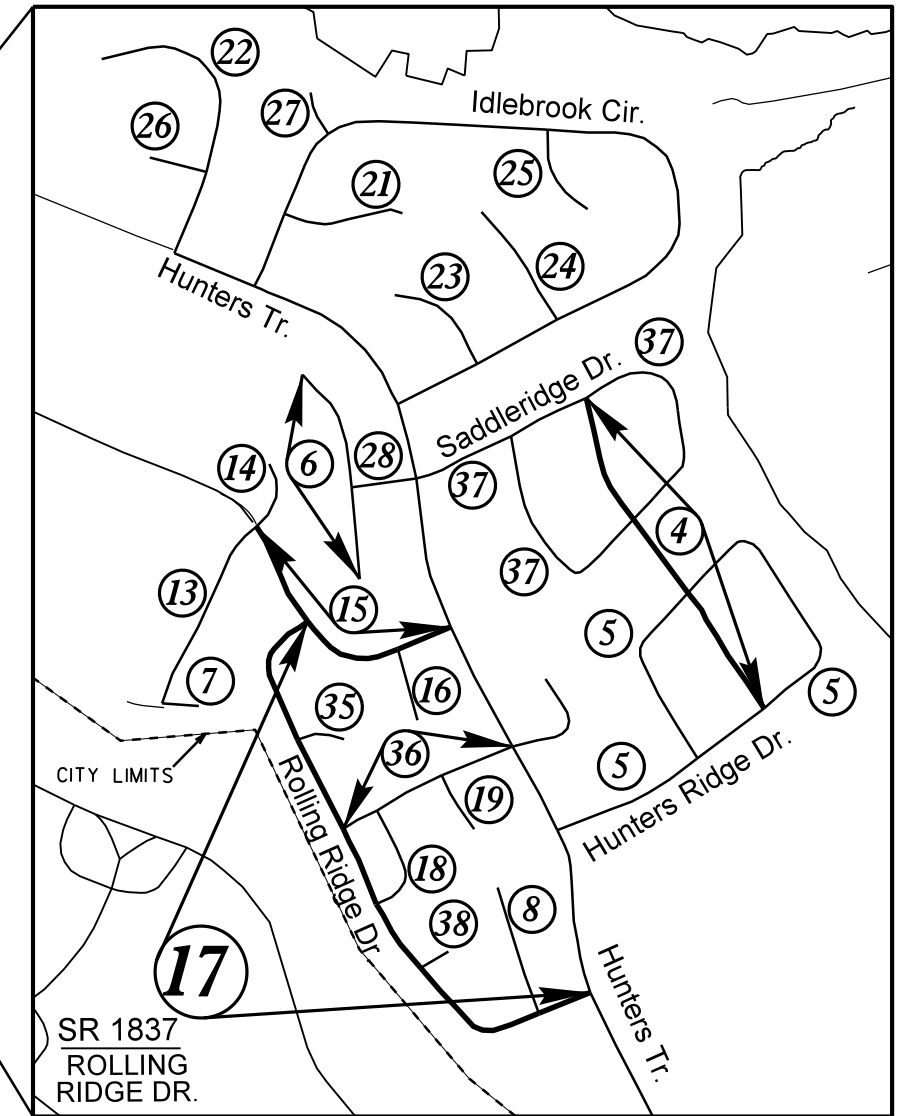 22
Idlebrook Cir.
27
26
25
21
24
23
Hunters Tr.
37
Saddleridge Dr.
28
14
6
37
4
37
15
13
5
7
16
5
35
36
CITY LIMITS
5
Hunters Ridge Dr.
19
Rolling Ridge Dr
18
8
38
17
Hunters Tr.
SR 1837
ROLLING
RIDGE DR.